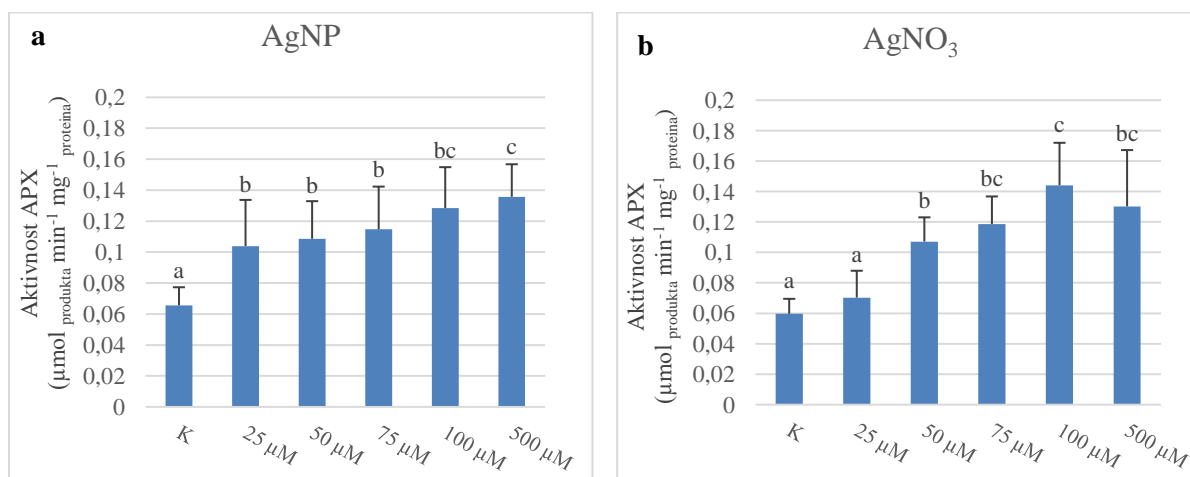 a
AgNP
Aktivnost APX
(µmol produkta min-1 mg-1 proteina)
0,2
0,18
0,16
0,14
0,12
0,1
0,08
0,06
0,04
0,02
0
a
b
b
b
bc
c
K
25 µM
50 µM
75 µM
100 µM
500 µM
b
AgNO3
Aktivnost APX
(µmol produkta min-1 mg-1 proteina)
0,2
0,18
0,16
0,14
0,12
0,1
0,08
0,06
0,04
0,02
0
a
a
b
bc
c
bc
K
25 µM
50 µM
75 µM
100 µM
500 µM